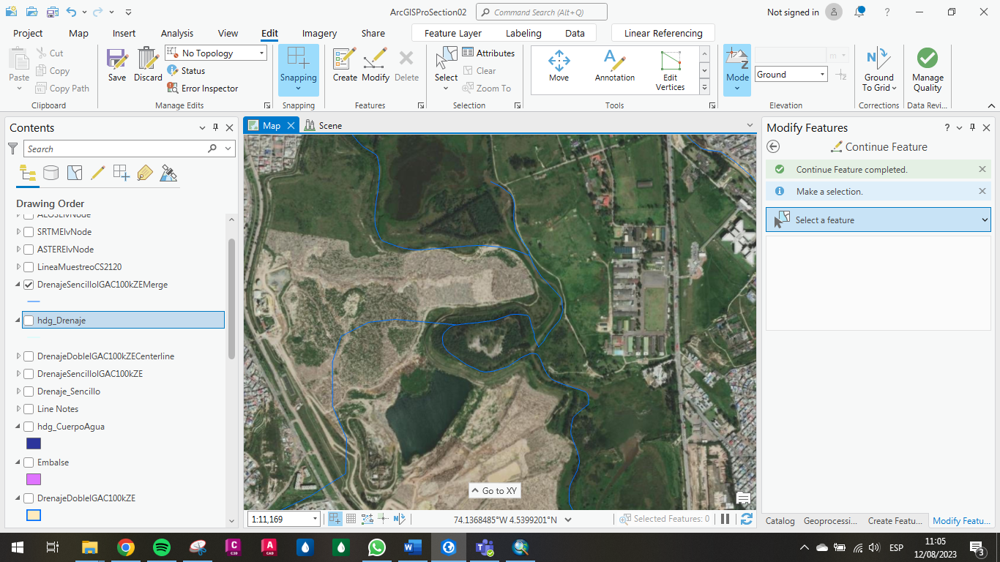 ArcGISProSection02
Command Search (Alt+Q)
Not signed in
?
Project
Map
Insert
Analysis
View
Edit
Imagery
Share
Feature Layer
Labeling
Data
Linear Referencing
Paste
Cut
Copy
Copy Path
Clipboard
Save
Discard
No Topology
Status
Error Inspector
Manage Edits
Snapping
Snapping
Create
Modify
Delete
Features
Select
Attributes
Clear
Zoom To
Selection
Move
Annotation
Edit
Vertices
Tools
Mode
m
Ground
Elevation
Ground
To Grid
Corrections
Manage
Quality
Data Revi...
Contents
Search
Drawing Order
ALOSElvNode
SRTMElvNode
ASTERElvNode
LineaMuestreoCS2120
DrenajeSencilloIGAC100kZEMerge
hdg_Drenaje
DrenajeDobleIGAC100kZECenterline
DrenajeSencilloIGAC100kZE
Drenaje_Sencillo
Line Notes
hdg_CuerpoAgua
Embalse
DrenajeDobleIGAC100kZE
Map
Scene
Go to XY
1:11,169
74.1368485°W 4.5399201°N
Selected Features: 0
Modify Features
?
Continue Feature
Continue Feature completed.
Make a selection.
Select a feature
Catalog
Geoprocessi...
Create Featu...
Modify Featu...
ESP
11:05
12/08/2023
3